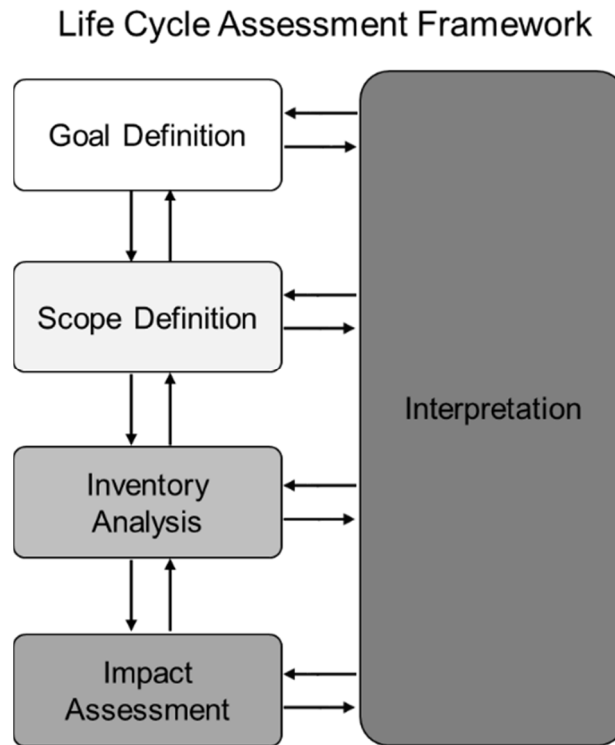 Life Cycle Assessment Framework
Goal Definition
Scope Definition
Interpretation
Inventory
Analysis
Impact
Assessment